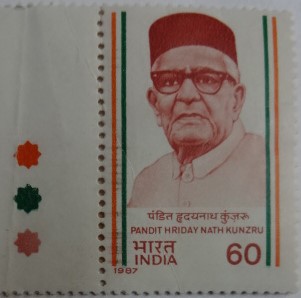 पंडित हृदयनाथ कुंज़रू
PANDIT HRIDAY NATH KUNZRU
भारत 60
INDIA
1987